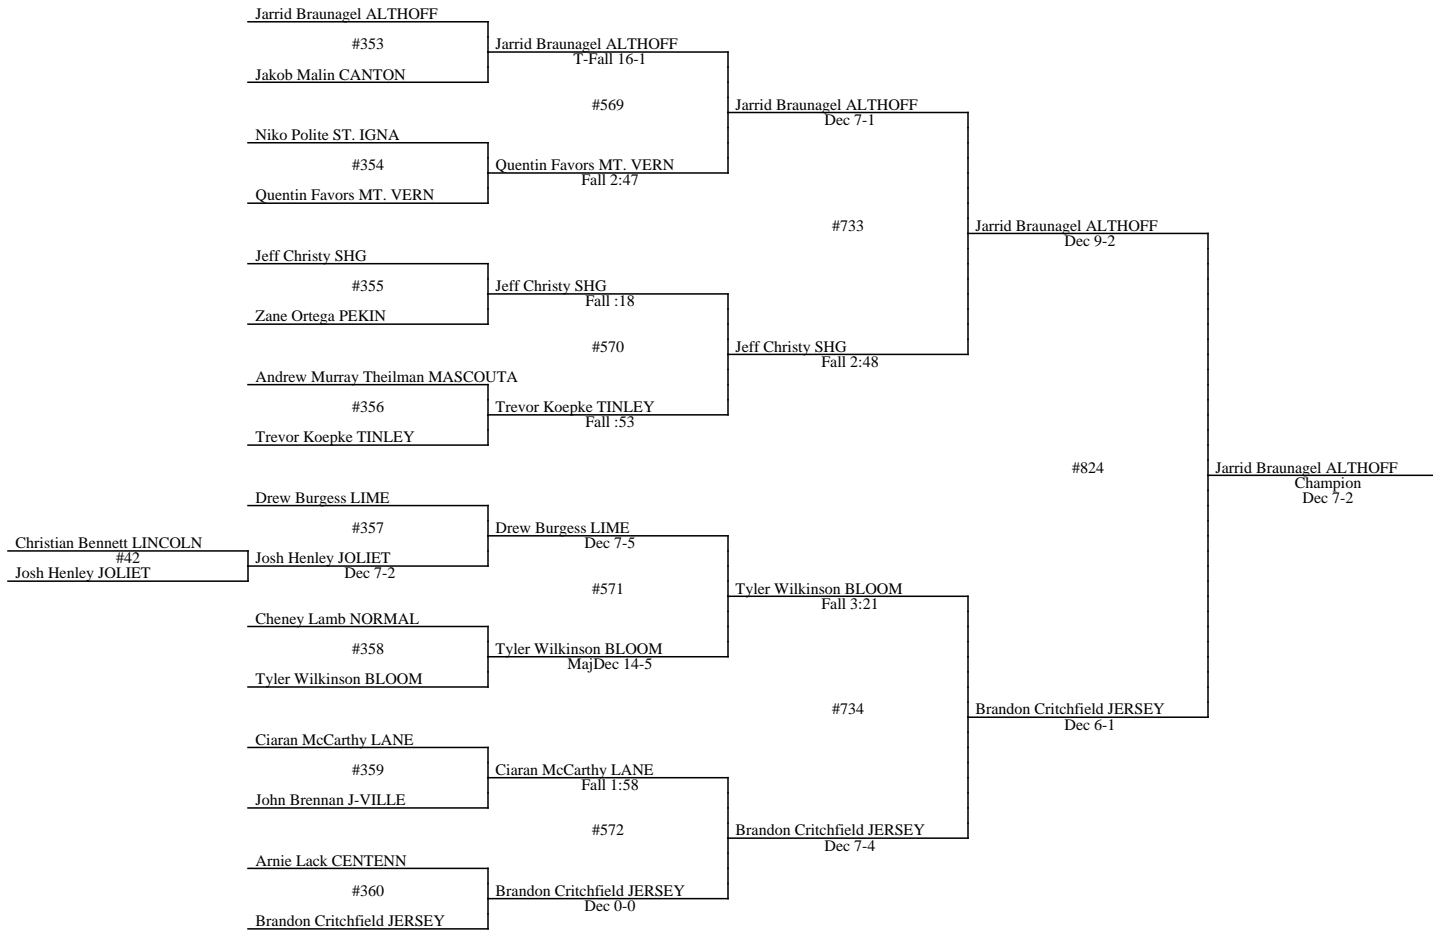 Jarrid Braunagel ALTHOFF
#353
Jakob Malin CANTON
Jarrid Braunagel ALTHOFF
T-Fall 16-1
#569
Niko Polite ST. IGNA
#354
Quentin Favors MT. VERN
Quentin Favors MT. VERN
Fall 2:47
Jarrid Braunagel ALTHOFF
Dec 7-1
#733
Jeff Christy SHG
#355
Zane Ortega PEKIN
Jeff Christy SHG
Fall :18
#570
Andrew Murray Theilman MASCOUTA
#356
Trevor Koepke TINLEY
Trevor Koepke TINLEY
Fall :53
Jeff Christy SHG
Fall 2:48
Jarrid Braunagel ALTHOFF
Dec 9-2
#824
Jarrid Braunagel ALTHOFF
Champion
Dec 7-2
Christian Bennett LINCOLN
#42
Josh Henley JOLIET
Drew Burgess LIME
#357
Josh Henley JOLIET
Dec 7-2
Drew Burgess LIME
Dec 7-5
#571
Cheney Lamb NORMAL
#358
Tyler Wilkinson BLOOM
Tyler Wilkinson BLOOM
MajDec 14-5
Tyler Wilkinson BLOOM
Fall 3:21
#734
Ciaran McCarthy LANE
#359
John Brennan J-VILLE
Ciaran McCarthy LANE
Fall 1:58
#572
Arnie Lack CENTENN
#360
Brandon Critchfield JERSEY
Brandon Critchfield JERSEY
Dec 0-0
Brandon Critchfield JERSEY
Dec 7-4
Brandon Critchfield JERSEY
Dec 6-1